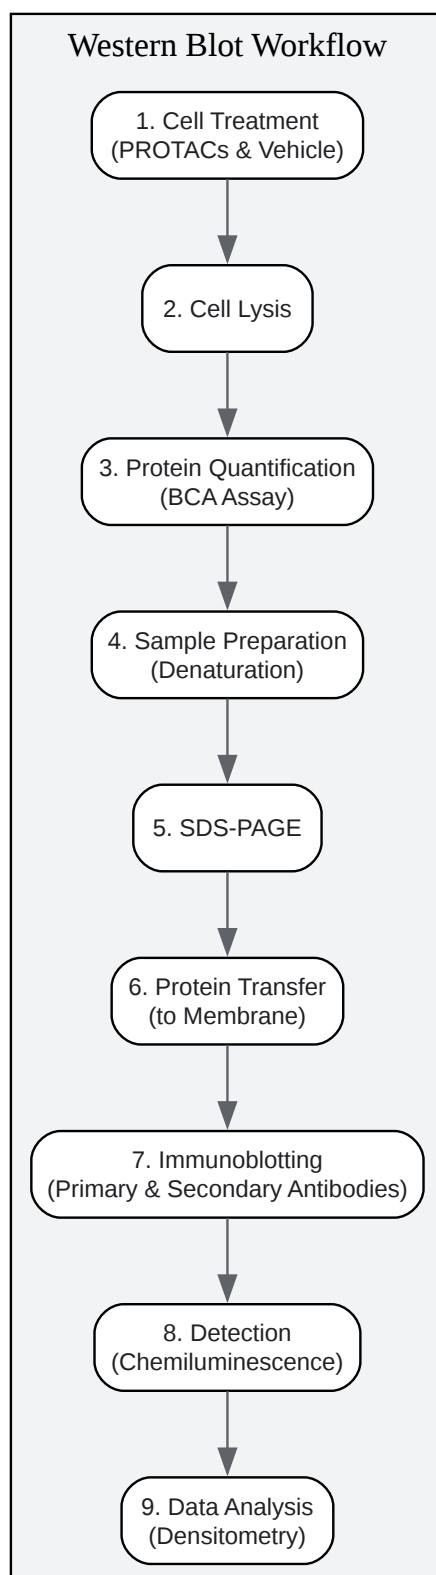 Western Blot Workflow
1. Cell Treatment
(PROTACs & Vehicle)
2. Cell Lysis
3. Protein Quantification
(BCA Assay)
4. Sample Preparation
(Denaturation)
5. SDS-PAGE
6. Protein Transfer
(to Membrane)
7. Immunoblotting
(Primary & Secondary Antibodies)
8. Detection
(Chemiluminescence)
9. Data Analysis
(Densitometry)